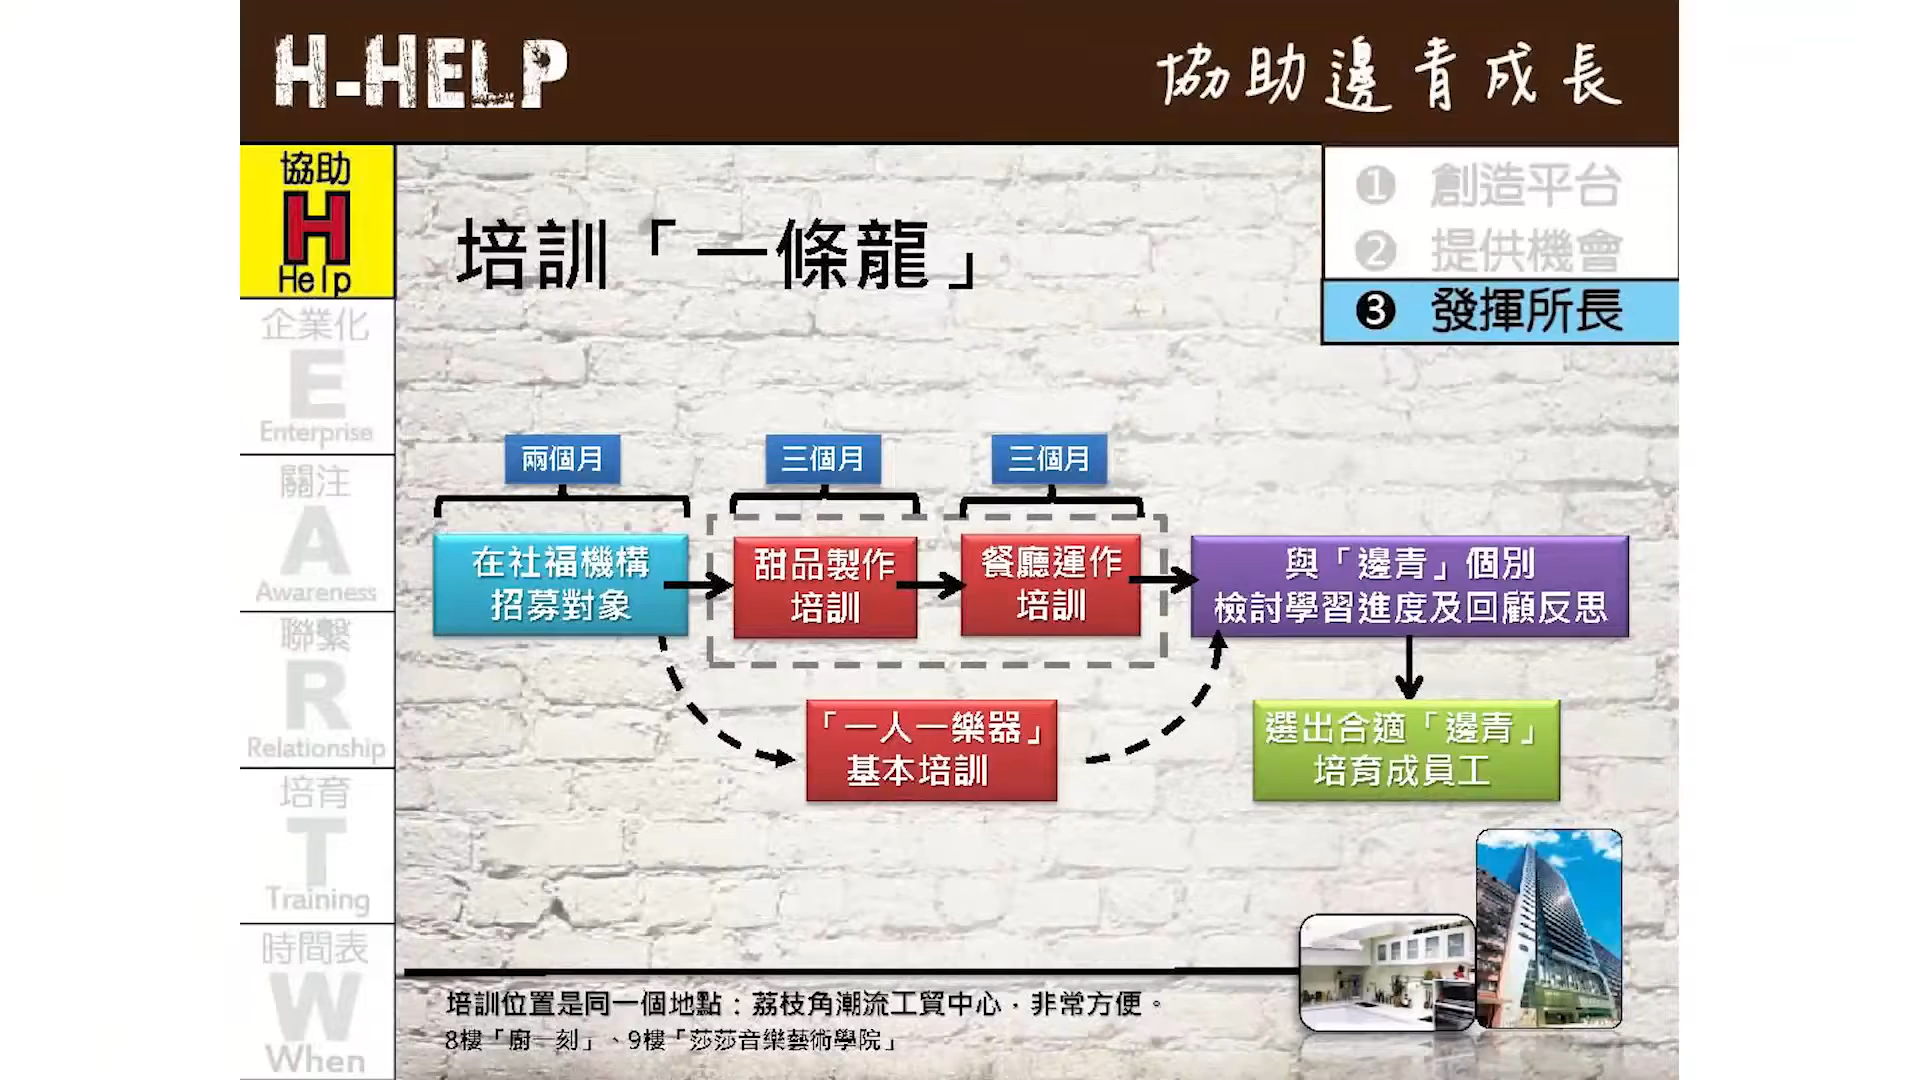 H-HELP
協助邊青成長
協助
H
Help
企業化
E
Enterprise
關注
A
Awareness
聯繫
R
Relationship
培育
T
Training
時間表
W
When
❶ 創造平台
❷ 提供機會
❸ 發揮所長
培訓「一條龍」
兩個月
三個月
三個月
在社福機構
招募對象
甜品製作
培訓
餐廳運作
培訓
與「邊青」個別
檢討學習進度及回顧反思
「一人一樂器」
基本培訓
選出合適「邊青」
培育成員工
培訓位置是同一個地點：荔枝角潮流工貿中心，非常方便。
8樓「廚一刻」、9樓「莎莎音樂藝術學院」